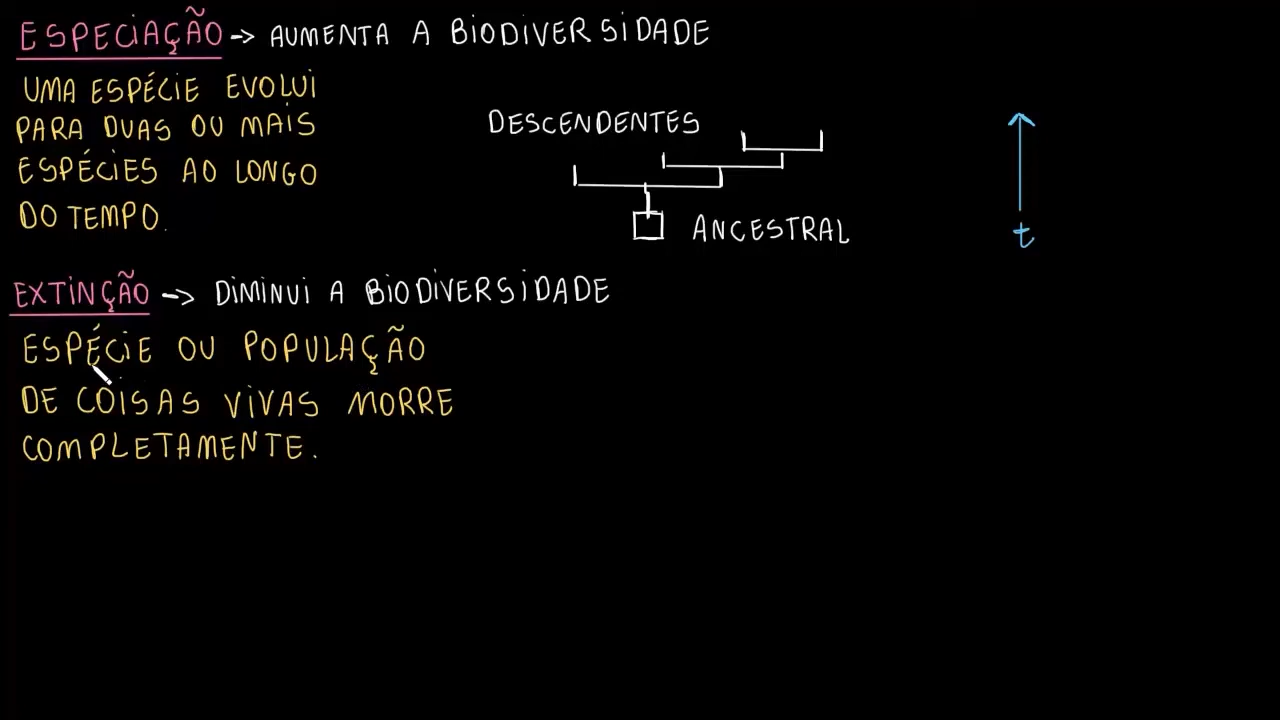 ESPECIAÇÃO -> AUMENTA A BIODIVERSIDADE
UMA ESPÉCIE EVOLUI
PARA DUAS OU MAIS
ESPÉCIES AO LONGO
DO TEMPO.
DESCENDENTES
ANCESTRAL
t
EXTINÇÃO -> DIMINUI A BIODIVERSIDADE
ESPÉCIE OU POPULAÇÃO
DE COISAS VIVAS MORRE
COMPLETAMENTE.